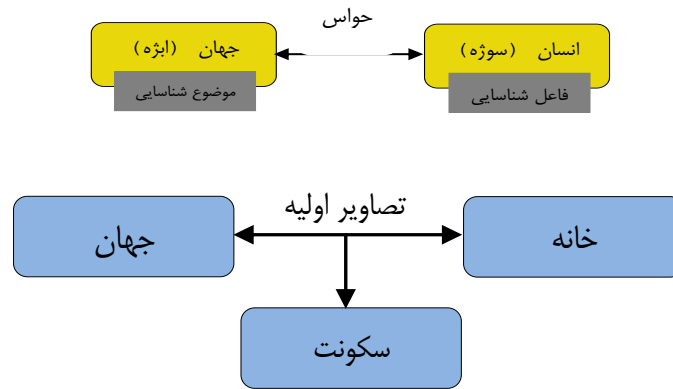 حواس
انسان (سوژه)
جهان (ابژه)
فاعل شناسایی
موضوع شناسایی
تصاویر اولیه
خانه
جهان
سکونت